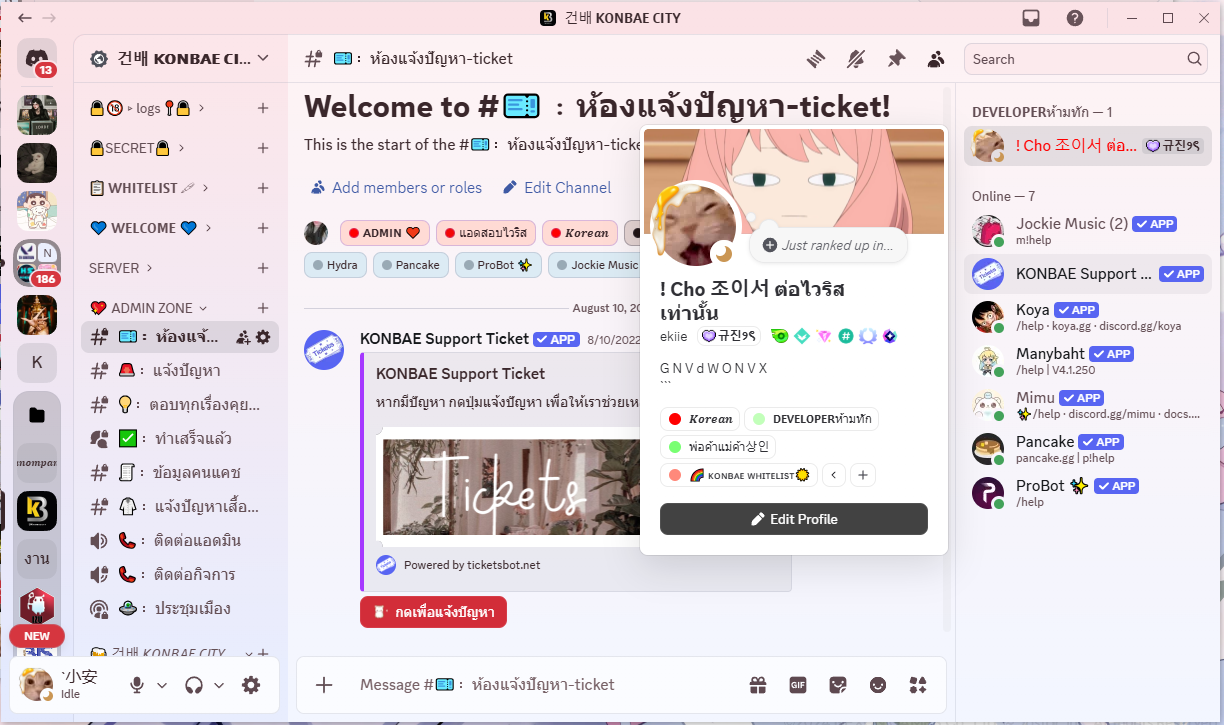 건배 KONBAE CITY
13
186
K
งาน
NEW
건배 KONBAE CI...
logs
SECRET
WHITELIST
WELCOME
SERVER
ADMIN ZONE
: ห้องแจ้...
: แจ้งปัญหา
: ตอบทุกเรื่องคุย...
: ทำเสร็จแล้ว
: ข้อมูลคนแคช
: แจ้งปัญหาเสื้อ...
: ติดต่อแอดมิน
: ติดต่อกิจการ
: ประชุมเมือง
건배 KONBAE CITY
小安
Idle
: ห้องแจ้งปัญหา-ticket
Welcome to #🎫 : ห้องแจ้งปัญหา-ticket!
This is the start of the #🎫 : ห้องแจ้งปัญหา-ticke
Add members or roles
Edit Channel
ADMIN ❤️
แอดสอบไวริส
Korean
Hydra
Pancake
ProBot ✨
Jockie Music
August 10, 20
KONBAE Support Ticket
APP
8/10/2022
KONBAE Support Ticket
หากมีปัญหา กดปุ่มแจ้งปัญหา เพื่อให้เราช่วยเห
Tickets
Powered by ticketsbot.net
กดเพื่อแจ้งปัญหา
Message #🎫 : ห้องแจ้งปัญหา-ticket
GIF
Just ranked up in...
! Cho 조이서 ต่อไวริส
เท่านั้น
ekiie
규진୨୧
G N V d W O N V X
```
Korean
DEVELOPERห้ามทัก
พ่อค้าแม่ค้า상인
🌈 KONBAE WHITELIST
Edit Profile
Search
DEVELOPERห้ามทัก — 1
! Cho 조이서 ต่อ...
규진୨୧
Online — 7
Jockie Music (2)
APP
m!help
KONBAE Support ...
APP
Koya
APP
/help · koya.gg · discord.gg/koya
Manybaht
APP
/help | V4.1.250
Mimu
APP
✨/help · discord.gg/mimu · docs....
Pancake
APP
pancake.gg | p!help
ProBot ✨
APP
/help